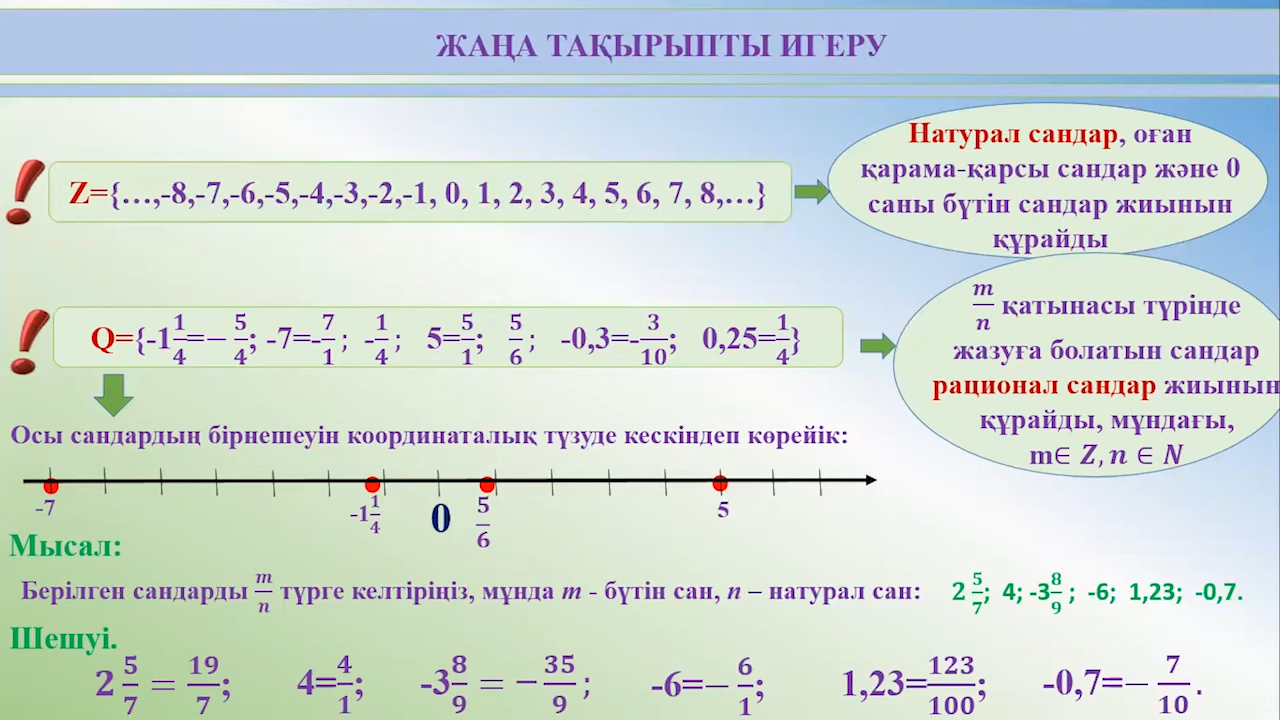 ЖАҢА ТАҚЫРЫПТЫ ИГЕРУ
Z={…,-8,-7,-6,-5,-4,-3,-2,-1, 0, 1, 2, 3, 4, 5, 6, 7, 8,…}
Натурал сандар, оған
қарама-қарсы сандар және 0
саны бүтін сандар жиынын
құрайды
Q={-1 1/4=− 5/4; -7=-7/1; -1/4; 5=5/1; 5/6; -0,3=-3/10; 0,25=1/4}
m/n қатынасы түрінде
жазуға болатын сандар
рационал сандар жиынын
құрайды, мұндағы,
m∈ Z, n ∈ N
Осы сандардың бірнешеуін координаталық түзуде кескіндеп көрейік:
-7 -1 1/4 0 5/6 5
Мысал:
Берілген сандарды m/n түрге келтіріңіз, мұнда m - бүтін сан, n – натурал сан: 2 5/7; 4; -3 8/9; -6; 1,23; -0,7.
Шешуі.
2 5/7 = 19/7; 4=4/1; -3 8/9 = − 35/9; -6=− 6/1; 1,23=123/100; -0,7=− 7/10.